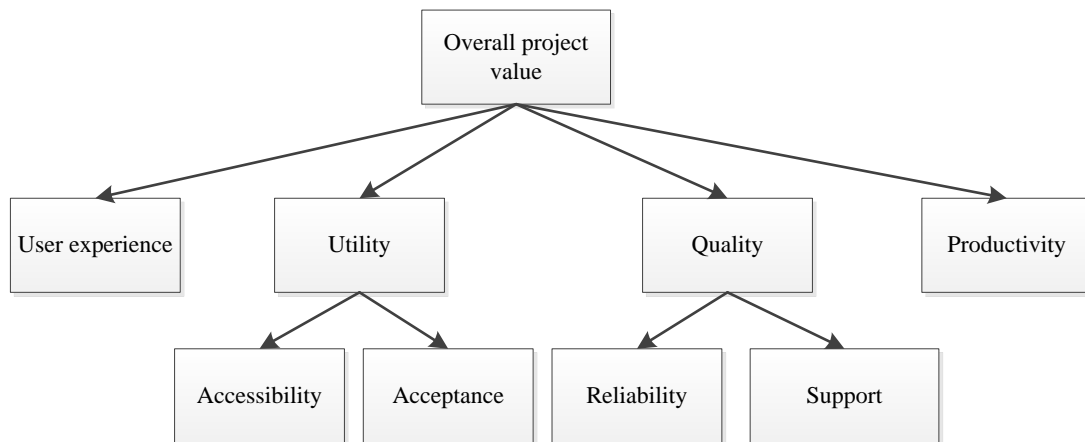 Overall project
value
User experience
Utility
Quality
Productivity
Accessibility
Acceptance
Reliability
Support